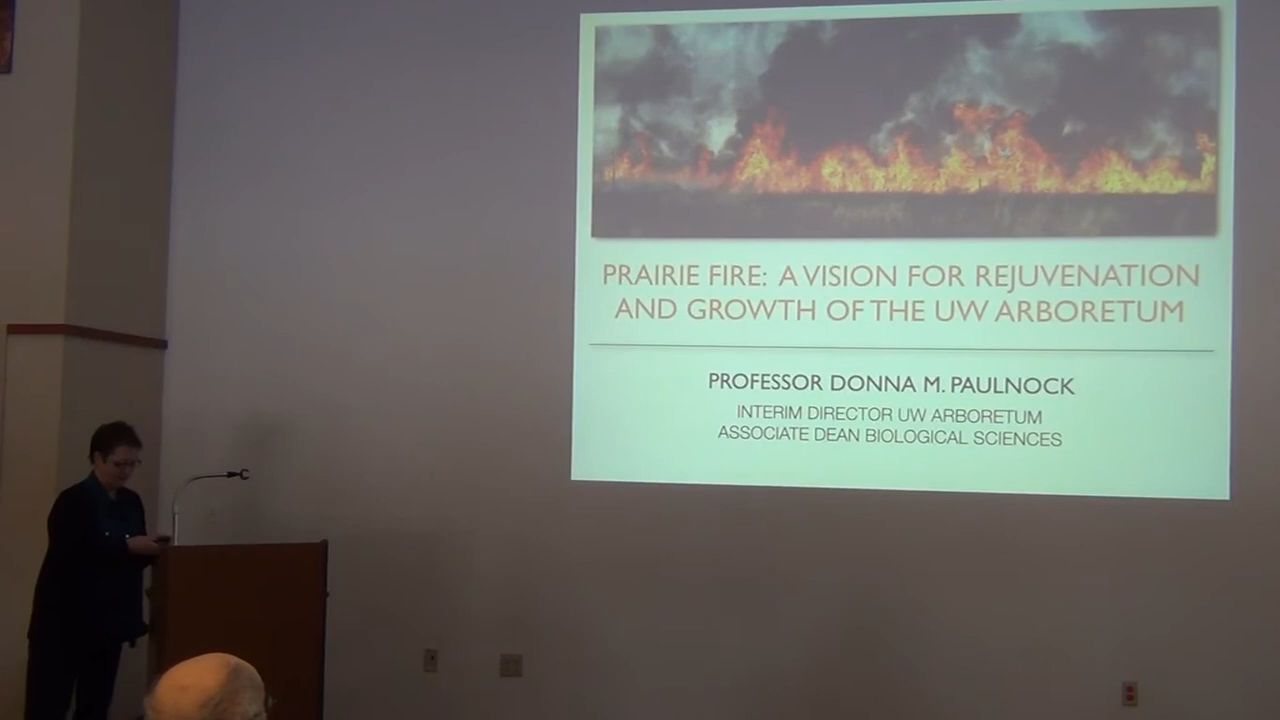 PRAIRIE FIRE: A VISION FOR REJUVENATION
AND GROWTH OF THE UW ARBORETUM
PROFESSOR DONNA M. PAULNOCK
INTERIM DIRECTOR UW ARBORETUM
ASSOCIATE DEAN BIOLOGICAL SCIENCES